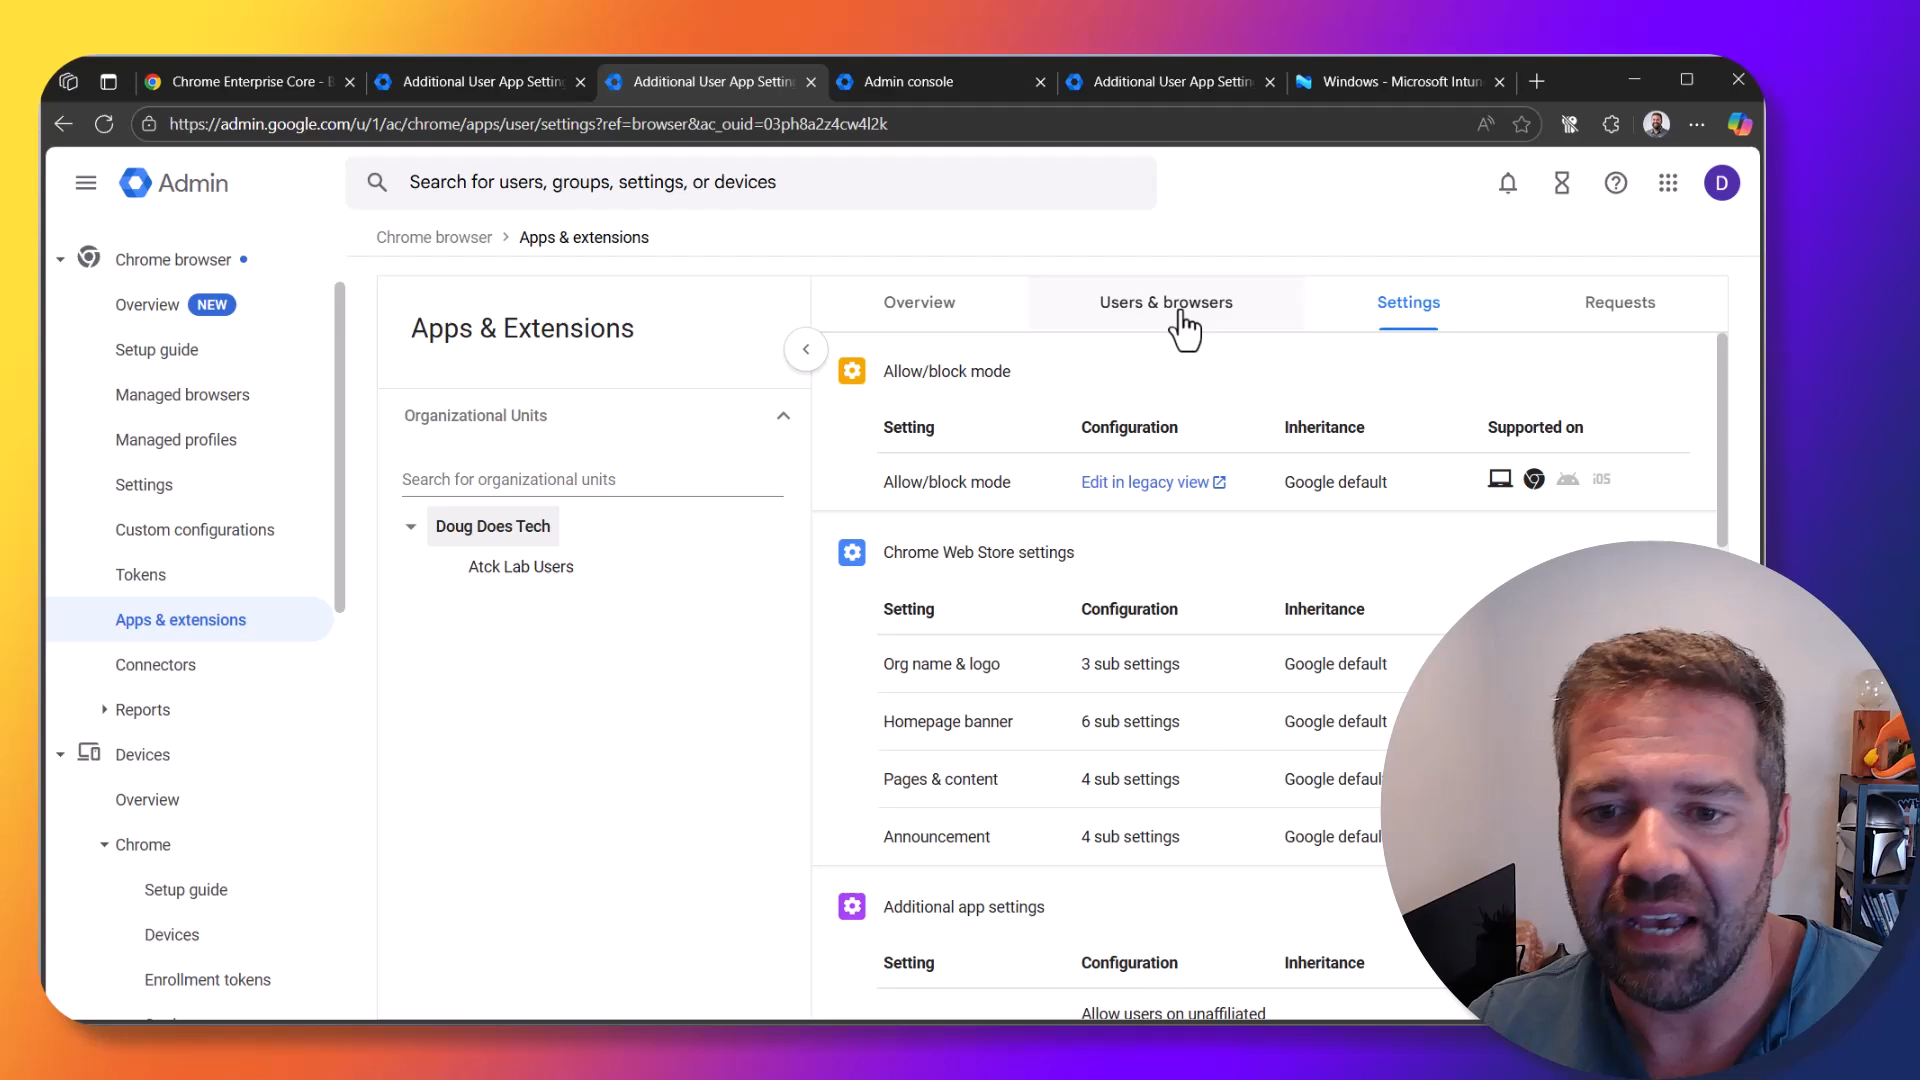 Chrome Enterprise Core - B
Additional User App Settin
Additional User App Settin
Admin console
Additional User App Settin
Windows - Microsoft Intun
https://admin.google.com/u/1/ac/chrome/apps/user/settings?ref=browser&ac_ouid=03ph8a2z4cw4l2k
Admin
Search for users, groups, settings, or devices
D
Chrome browser
Overview NEW
Setup guide
Managed browsers
Managed profiles
Settings
Custom configurations
Tokens
Apps & extensions
Connectors
Reports
Devices
Overview
Chrome
Setup guide
Devices
Enrollment tokens
Chrome browser > Apps & extensions
Apps & Extensions
Organizational Units
Search for organizational units
Doug Does Tech
Atck Lab Users
Overview
Users & browsers
Settings
Requests
Allow/block mode
Setting Configuration Inheritance Supported on
Allow/block mode Edit in legacy view Google default iOS
Chrome Web Store settings
Setting Configuration Inheritance
Org name & logo 3 sub settings Google default
Homepage banner 6 sub settings Google default
Pages & content 4 sub settings Google defaul
Announcement 4 sub settings Google defaul
Additional app settings
Setting Configuration Inheritance
Allow users on unaffiliated